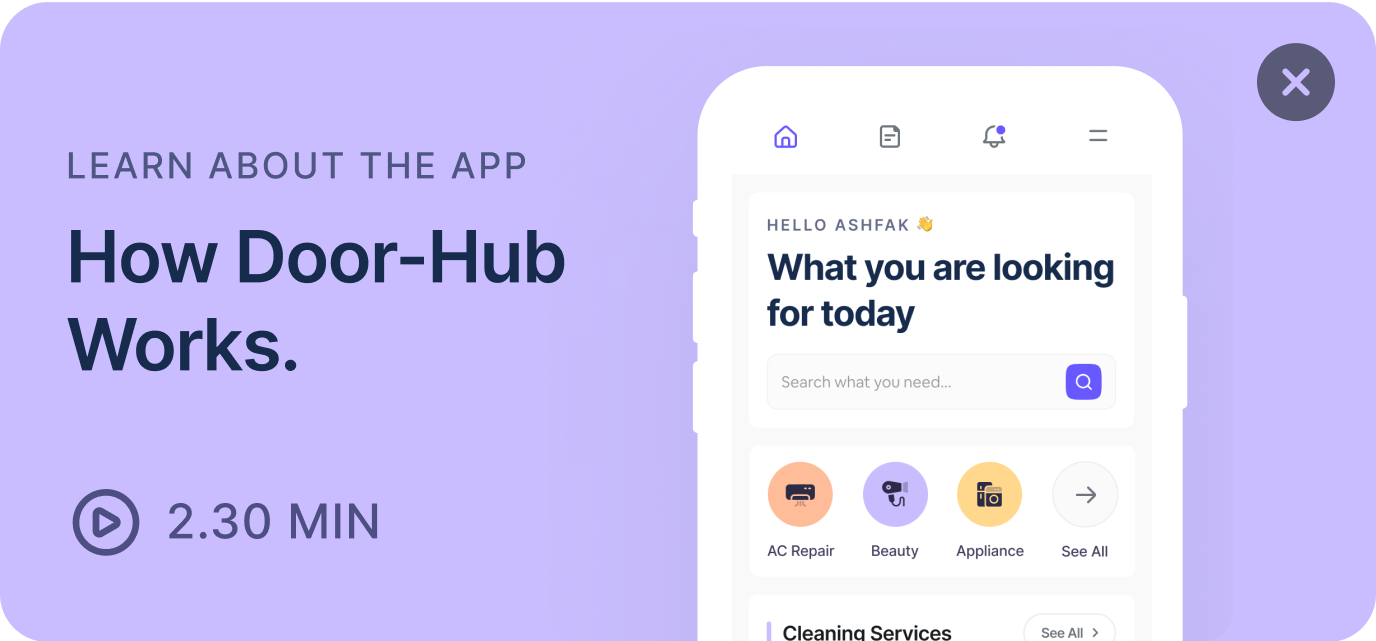 LEARN ABOUT THE APP
How Door-Hub
Works.
2.30 MIN
HELLO ASHFAK 👋
What you are looking
for today
Search what you need...
AC Repair
Beauty
Appliance
See All
Cleaning Services
See All